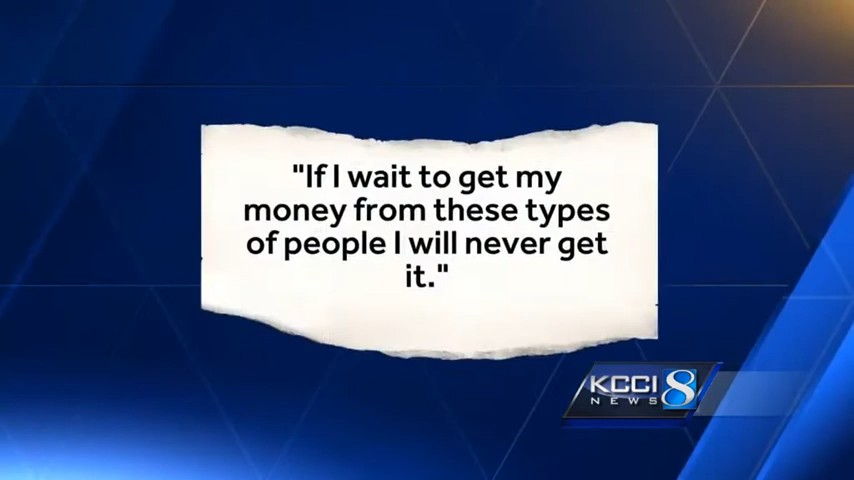 "If I wait to get my
money from these types
of people I will never get
it."
KCCI 8
NEWS